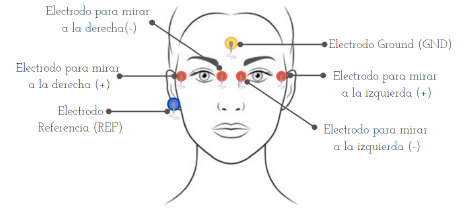 Electrodo para mirar
a la derecha(-)
Electrodo Ground (GND)
Electrodo para mirar
a la derecha (+)
Electrodo para mirar
a la izquierda (+)
Electrodo
Referencia (REF)
Electrodo para mirar
a la izquierda (-)